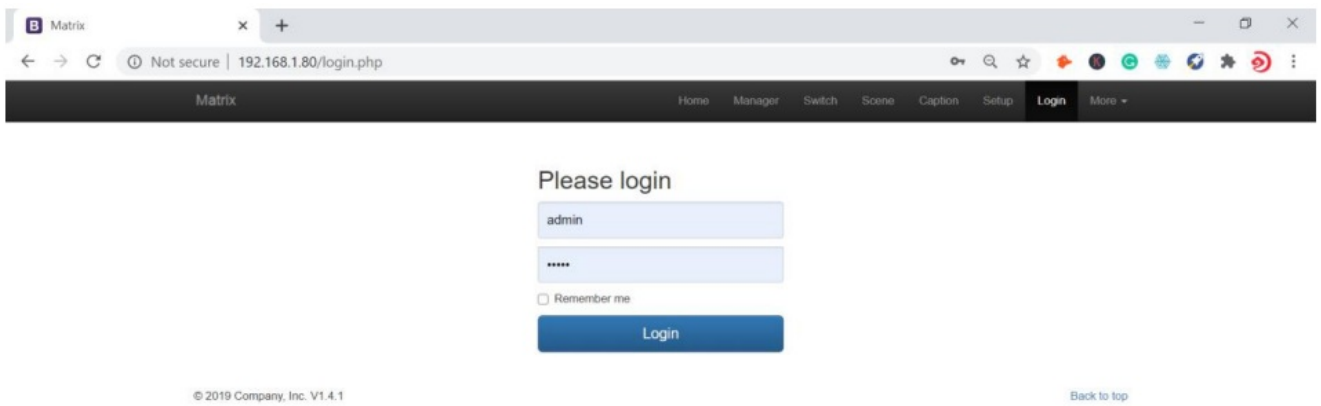 Matrix
Not secure | 192.168.1.80/login.php
Matrix Home Manager Switch Scene Caption Setup Login More
Please login
admin
•••••
Remember me
Login
© 2019 Company, Inc. V1.4.1 Back to top